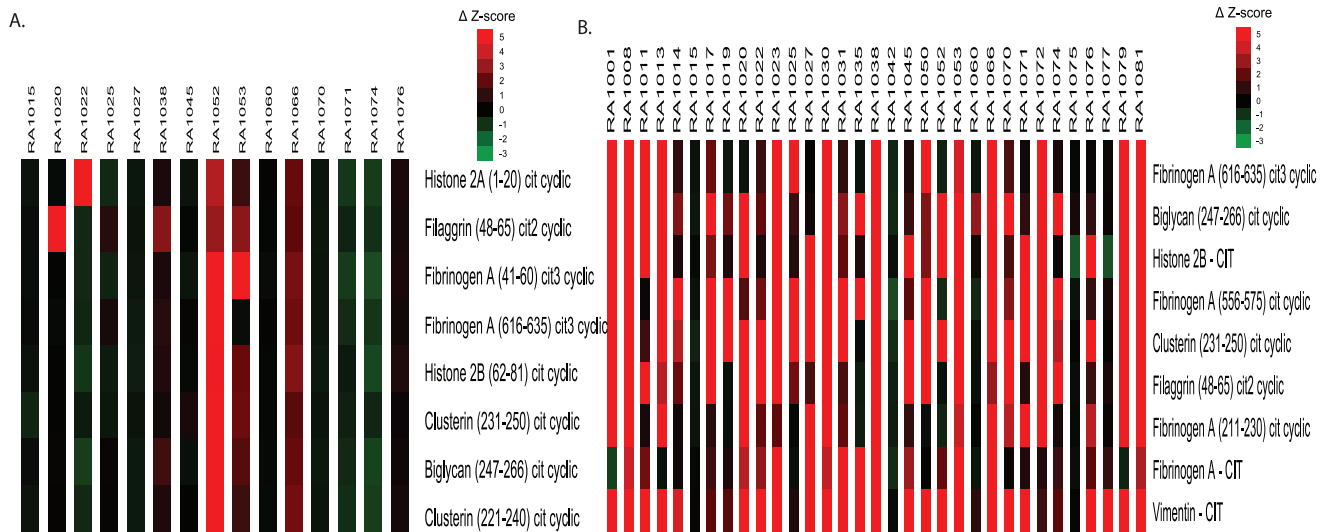 A.
Δ Z-score
5
4
3
2
1
0
-1
-2
-3
RA1015
RA1020
RA1022
RA1025
RA1027
RA1038
RA1045
RA1052
RA1053
RA1060
RA1066
RA1070
RA1071
RA1074
RA1076
Histone 2A (1-20) cit cyclic
Filaggrin (48-65) cit2 cyclic
Fibrinogen A (41-60) cit3 cyclic
Fibrinogen A (616-635) cit3 cyclic
Histone 2B (62-81) cit cyclic
Clusterin (231-250) cit cyclic
Biglycan (247-266) cit cyclic
Clusterin (221-240) cit cyclic
B.
Δ Z-score
5
4
3
2
1
0
-1
-2
-3
RA1001
RA1008
RA1011
RA1013
RA1014
RA1015
RA1017
RA1019
RA1020
RA1022
RA1023
RA1025
RA1027
RA1030
RA1031
RA1035
RA1038
RA1042
RA1045
RA1050
RA1052
RA1053
RA1060
RA1066
RA1070
RA1071
RA1072
RA1074
RA1075
RA1076
RA1077
RA1079
RA1081
Fibrinogen A (616-635) cit3 cyclic
Biglycan (247-266) cit cyclic
Histone 2B - CIT
Fibrinogen A (556-575) cit cyclic
Clusterin (231-250) cit cyclic
Filaggrin (48-65) cit2 cyclic
Fibrinogen A (211-230) cit cyclic
Fibrinogen A - CIT
Vimentin - CIT